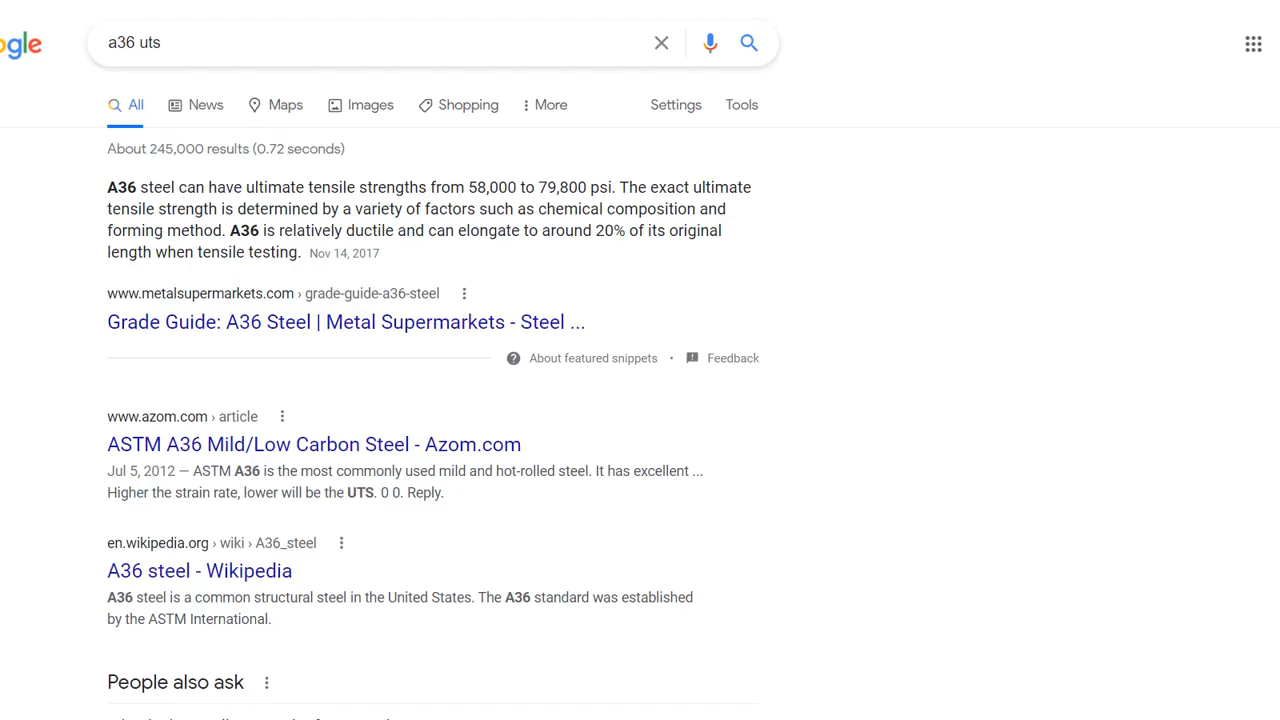 ogle
a36 uts
All News Maps Images Shopping More Settings Tools
About 245,000 results (0.72 seconds)
A36 steel can have ultimate tensile strengths from 58,000 to 79,800 psi. The exact ultimate
tensile strength is determined by a variety of factors such as chemical composition and
forming method. A36 is relatively ductile and can elongate to around 20% of its original
length when tensile testing. Nov 14, 2017
www.metalsupermarkets.com › grade-guide-a36-steel
Grade Guide: A36 Steel | Metal Supermarkets - Steel ...
About featured snippets • Feedback
www.azom.com › article
ASTM A36 Mild/Low Carbon Steel - Azom.com
Jul 5, 2012 — ASTM A36 is the most commonly used mild and hot-rolled steel. It has excellent ...
Higher the strain rate, lower will be the UTS. 0 0. Reply.
en.wikipedia.org › wiki › A36_steel
A36 steel - Wikipedia
A36 steel is a common structural steel in the United States. The A36 standard was established
by the ASTM International.
People also ask